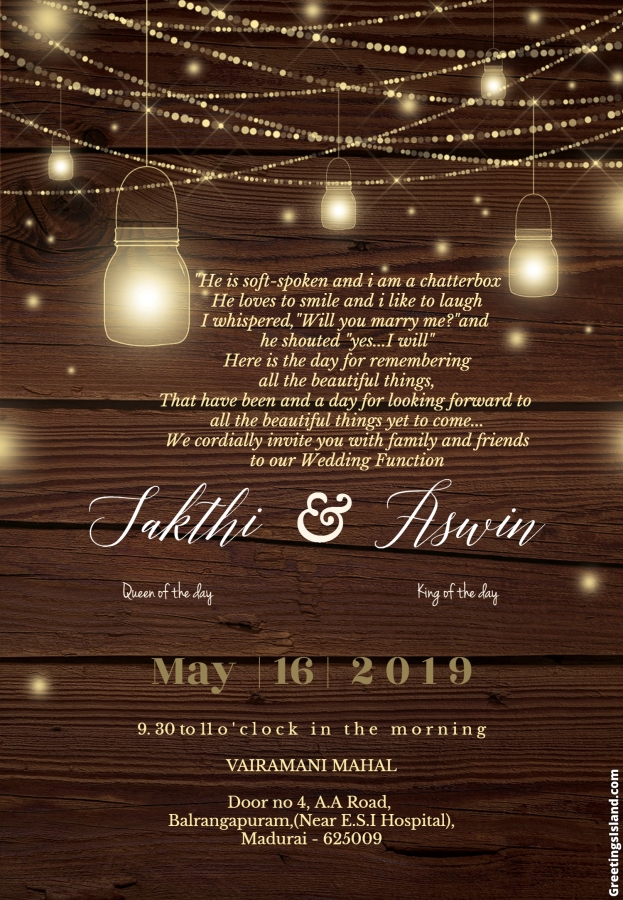 "He is soft-spoken and i am a chatterbox
He loves to smile and i like to laugh
I whispered,"Will you marry me?"and
he shouted "yes...I will"
Here is the day for remembering
all the beautiful things,
That have been and a day for looking forward to
all the beautiful things yet to come...
We cordially invite you with family and friends
to our Wedding Function
Sakthi & Aswin
Queen of the day King of the day
May | 16 | 2019
9.30 to 11 o'clock in the morning
VAIRAMANI MAHAL
Door no 4, A.A Road,
Balrangapuram,(Near E.S.I Hospital),
Madurai - 625009
GreetingsIsland.com